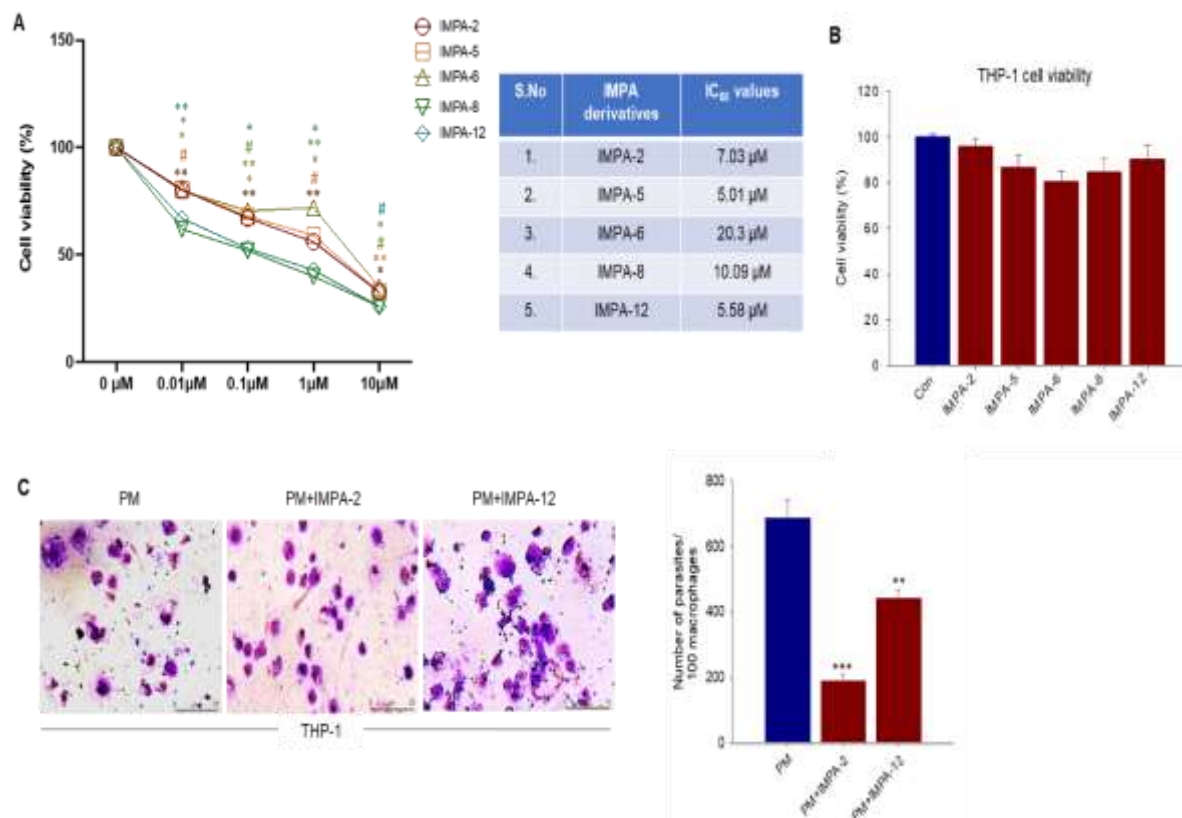 A
150
100
50
0
Cell viability (%)
0 µM
0.01µM
0.1µM
1µM
10µM
IMPA-2
IMPA-5
IMPA-6
IMPA-8
IMPA-12
S.No IMPA derivatives IC50 values
1. IMPA-2 7.03 µM
2. IMPA-5 5.01 µM
3. IMPA-6 20.3 µM
4. IMPA-8 10.09 µM
5. IMPA-12 5.58 µM
B
THP-1 cell viability
120
100
80
60
40
20
0
Cell viability (%)
Con
IMPA-2
IMPA-5
IMPA-6
IMPA-8
IMPA-12
C
PM
PM+IMPA-2
PM+IMPA-12
THP-1
800
600
400
200
0
Number of parasites/
100 macrophages
***
**
PM
PM+IMPA-2
PM+IMPA-12